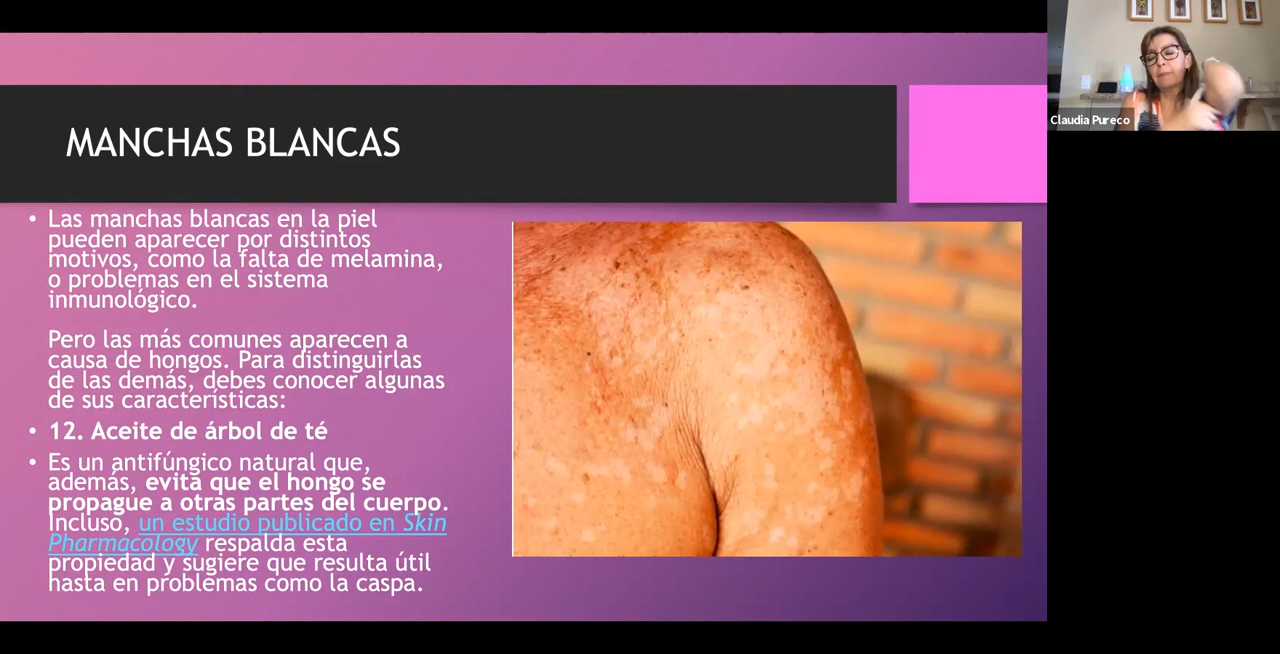 MANCHAS BLANCAS
• Las manchas blancas en la piel
pueden aparecer por distintos
motivos, como la falta de melamina,
o problemas en el sistema
inmunológico.
Pero las más comunes aparecen a
causa de hongos. Para distinguirlas
de las demás, debes conocer algunas
de sus características:
• 12. Aceite de árbol de té
• Es un antifúngico natural que,
además, evita que el hongo se
propague a otras partes del cuerpo.
Incluso, un estudio publicado en Skin
Pharmacology respalda esta
propiedad y sugiere que resulta útil
hasta en problemas como la caspa.
Claudia Pureco